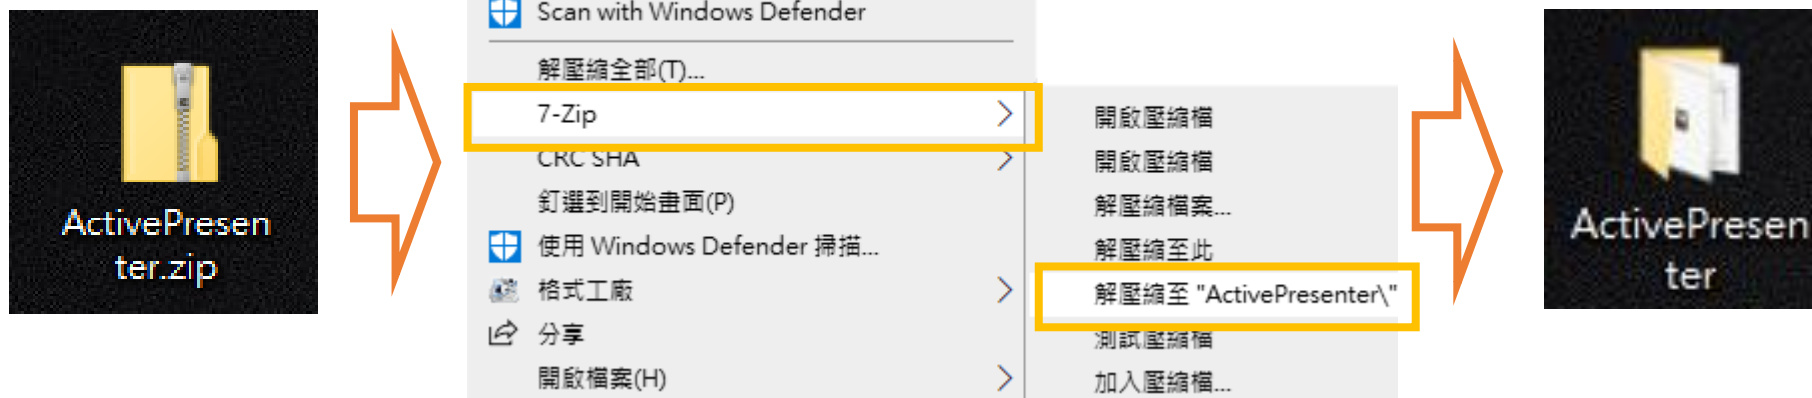 ActivePresen
ter.zip
Scan with Windows Defender
解壓縮全部(T)...
7-Zip
CRC SHA
釘選到開始畫面(P)
使用 Windows Defender 掃描...
格式工廠
分享
開啟檔案(H)
開啟壓縮檔
開啟壓縮檔
解壓縮檔案...
解壓縮至此
解壓縮至 "ActivePresenter\"
測試壓縮檔
加入壓縮檔...
ActivePresen
ter